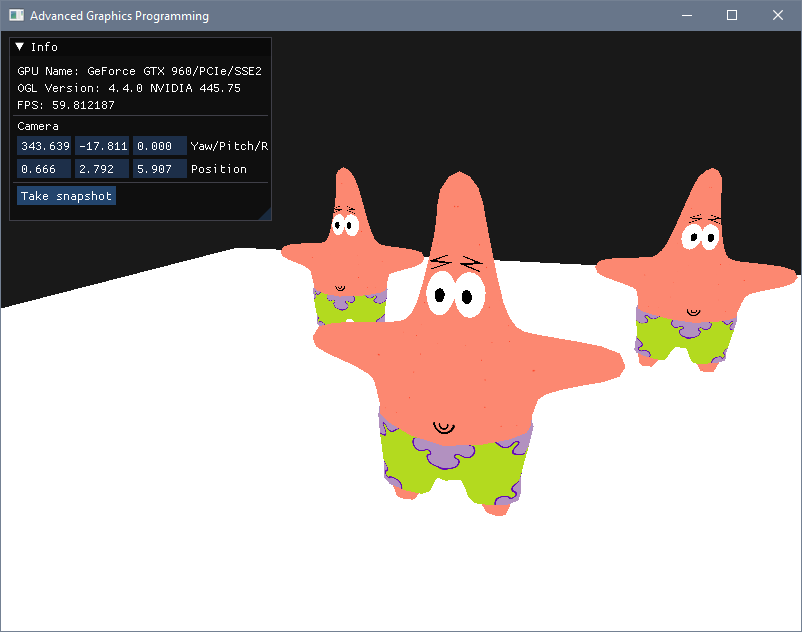 Advanced Graphics Programming
Info
GPU Name: GeForce GTX 960/PCIe/SSE2
OGL Version: 4.4.0 NVIDIA 445.75
FPS: 59.812187
Camera
343.639 -17.811 0.000 Yaw/Pitch/R
0.666 2.792 5.907 Position
Take snapshot